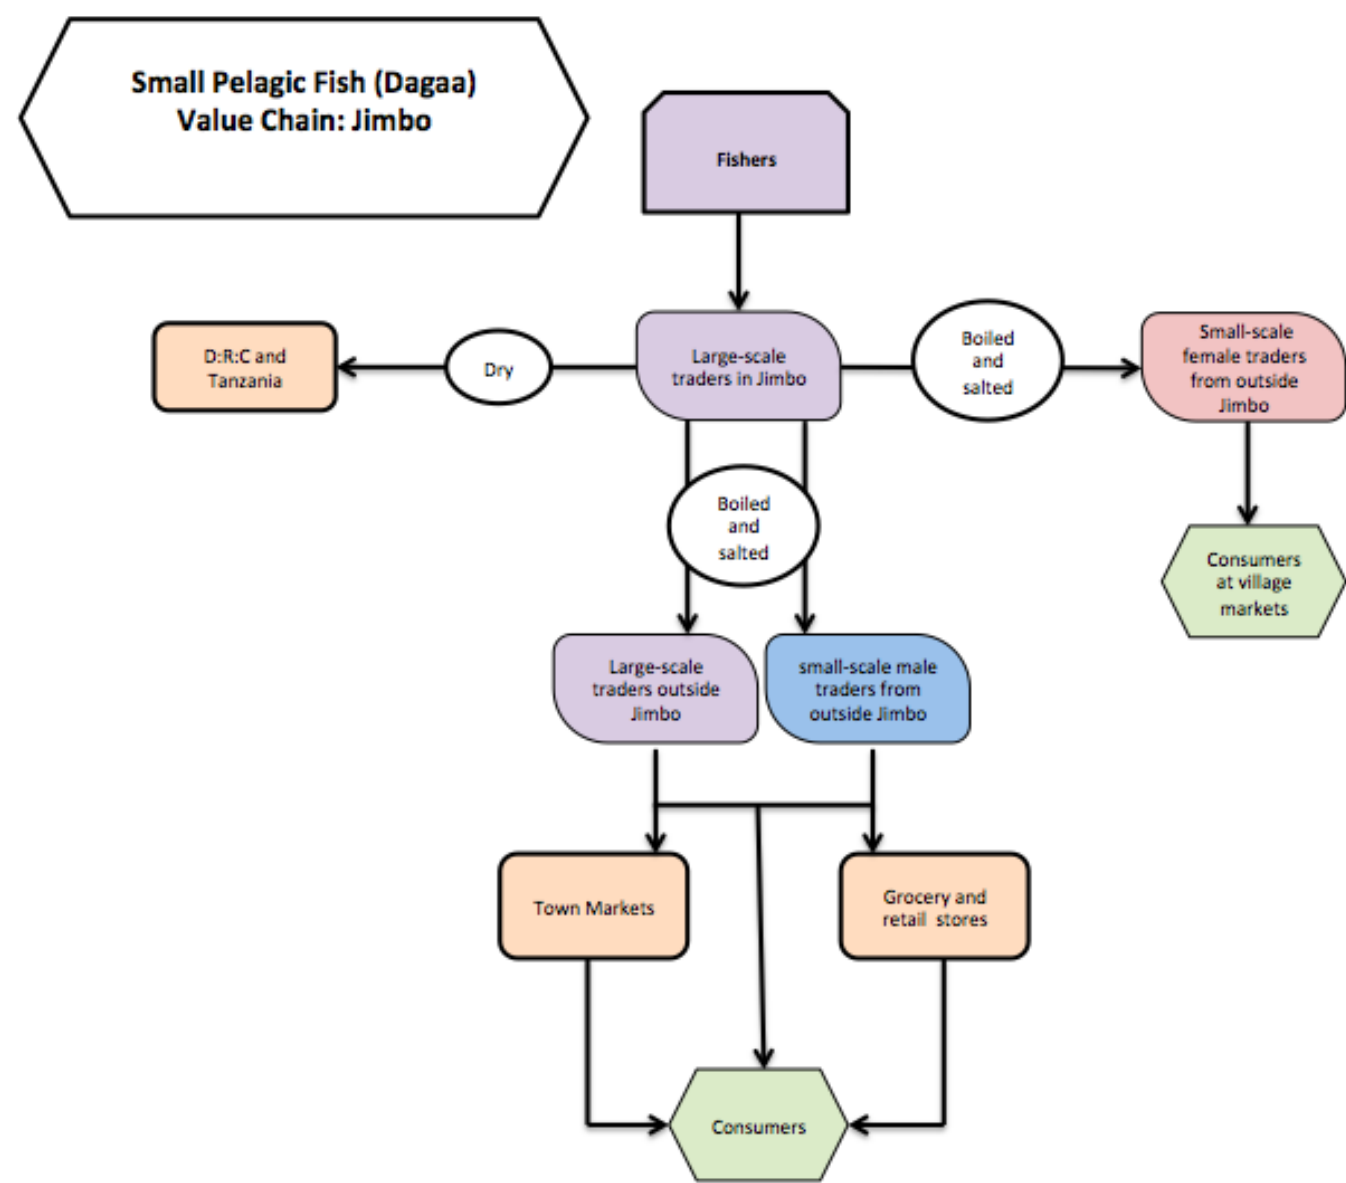 Small Pelagic Fish (Dagaa)
Value Chain: Jimbo
Fishers
D:R:C and
Tanzania
Dry
Large-scale
traders in Jimbo
Boiled
and
salted
Small-scale
female traders
from outside
Jimbo
Boiled
and
salted
Consumers
at village
markets
Large-scale
traders outside
Jimbo
small-scale male
traders from
outside Jimbo
Town Markets
Grocery and
retail stores
Consumers